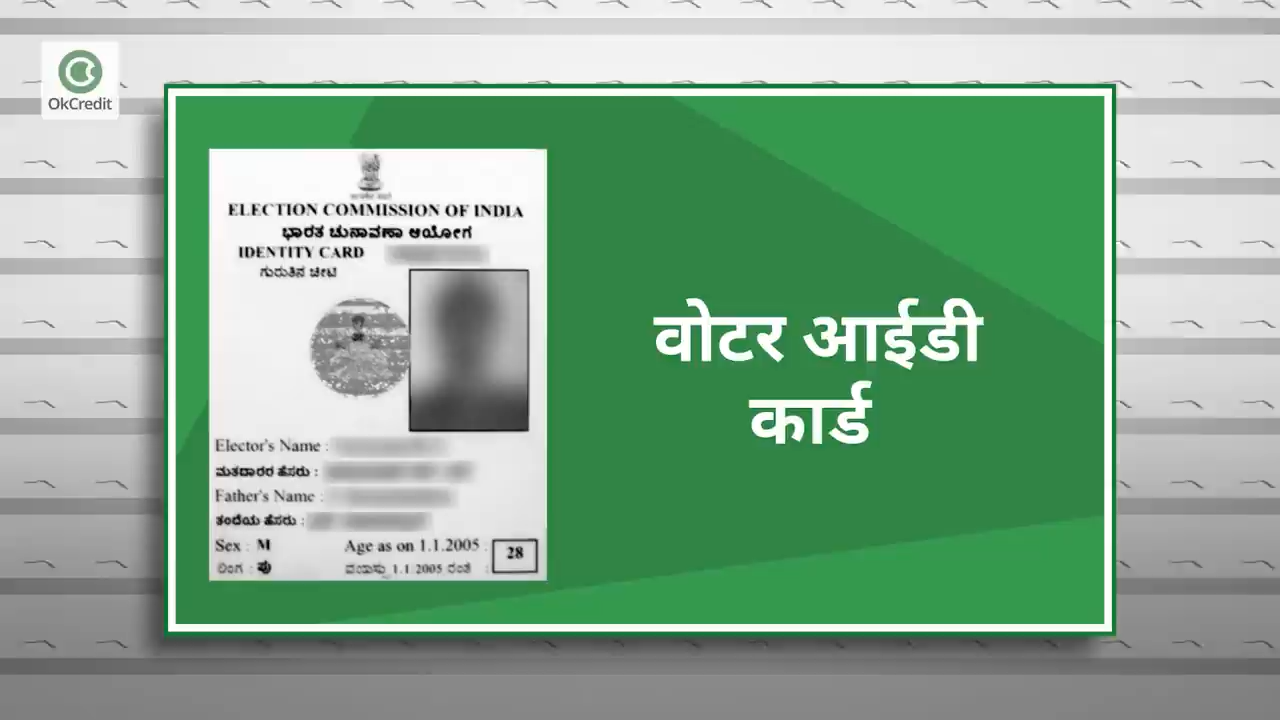 OkCredit
ELECTION COMMISSION OF INDIA
ಭಾರತ ಚುನಾವಣಾ ಆಯೋಗ
IDENTITY CARD
ಗುರುತಿನ ಚೀಟಿ
Elector's Name :
ಮತದಾರರ ಹೆಸರು :
Father's Name :
ತಂದೆಯ ಹೆಸರು :
Sex : M Age as on 1.1.2005 : 28
ಲಿಂಗ : ಪು ವಯಸ್ಸು 1.1.2005 ರಂತೆ :
वोटर आईडी
कार्ड